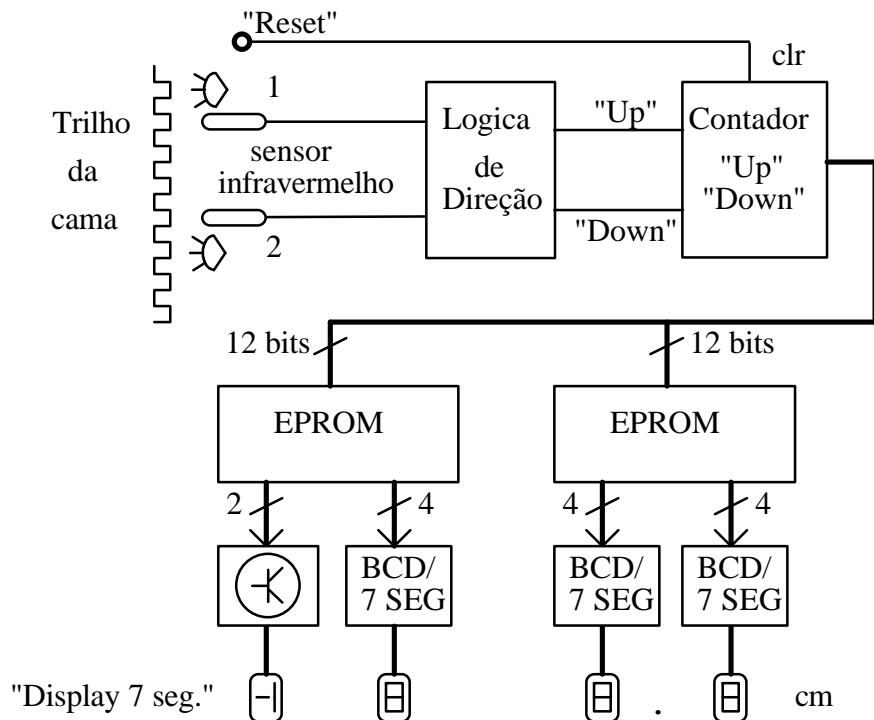 "Reset"
clr
1
Trilho
da
cama
sensor
infravermelho
2
Logica
de
Direção
"Up"
"Down"
Contador
"Up"
"Down"
12 bits
12 bits
EPROM
EPROM
2
4
4
4
BCD/
7 SEG
BCD/
7 SEG
BCD/
7 SEG
"Display 7 seg."
.
cm